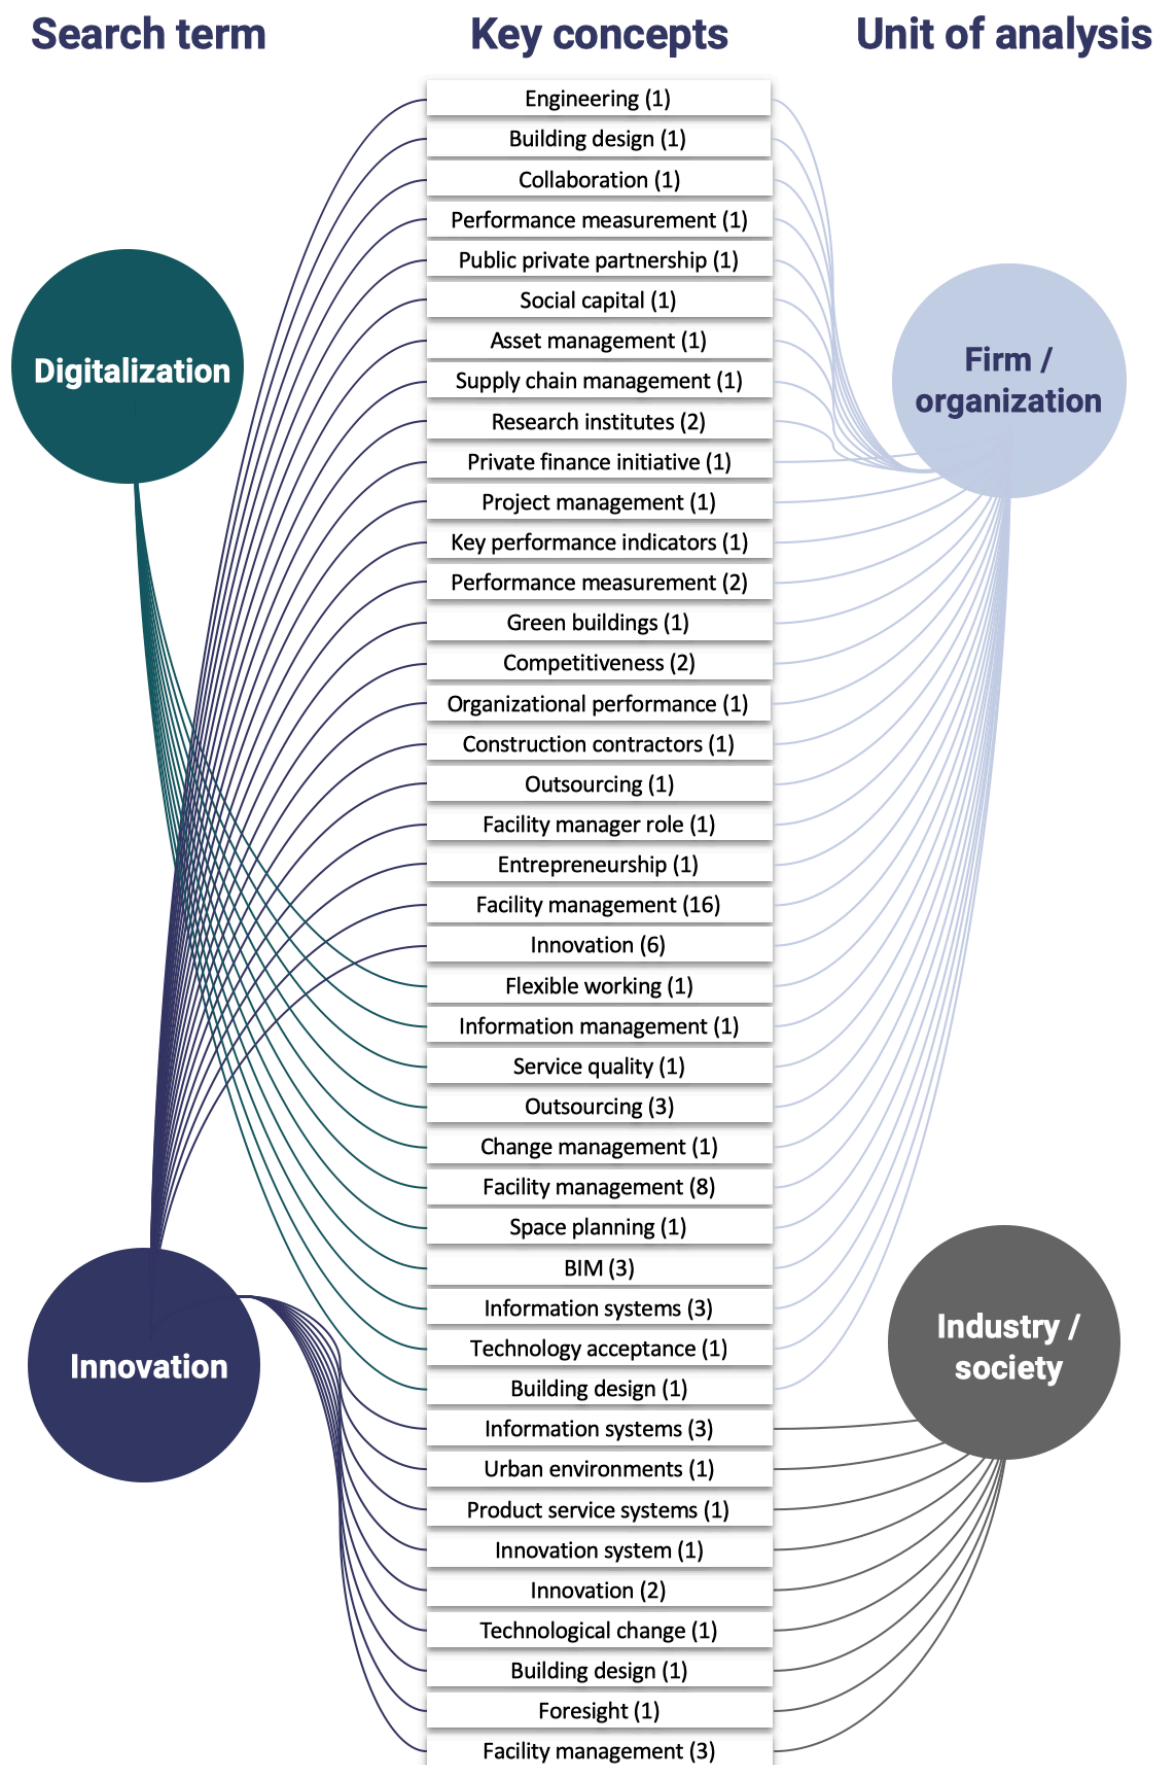 Search term
Key concepts
Unit of analysis
Engineering (1)
Building design (1)
Collaboration (1)
Performance measurement (1)
Public private partnership (1)
Social capital (1)
Asset management (1)
Supply chain management (1)
Research institutes (2)
Private finance initiative (1)
Project management (1)
Key performance indicators (1)
Performance measurement (2)
Green buildings (1)
Competitiveness (2)
Organizational performance (1)
Construction contractors (1)
Outsourcing (1)
Facility manager role (1)
Entrepreneurship (1)
Facility management (16)
Innovation (6)
Flexible working (1)
Information management (1)
Service quality (1)
Outsourcing (3)
Change management (1)
Facility management (8)
Space planning (1)
BIM (3)
Information systems (3)
Technology acceptance (1)
Building design (1)
Information systems (3)
Urban environments (1)
Product service systems (1)
Innovation system (1)
Innovation (2)
Technological change (1)
Building design (1)
Foresight (1)
Facility management (3)
Digitalization
Innovation
Firm /
organization
Industry /
society